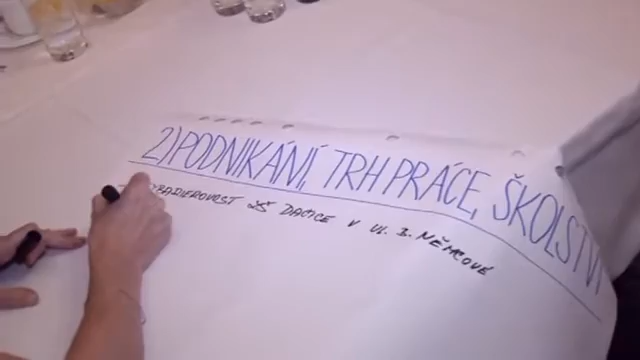 2) PODNIKÁNÍ, TRH PRÁCE, ŠKOLSTVÍ
ZŠ DAČICE V UL. B. NĚMCOVÉ